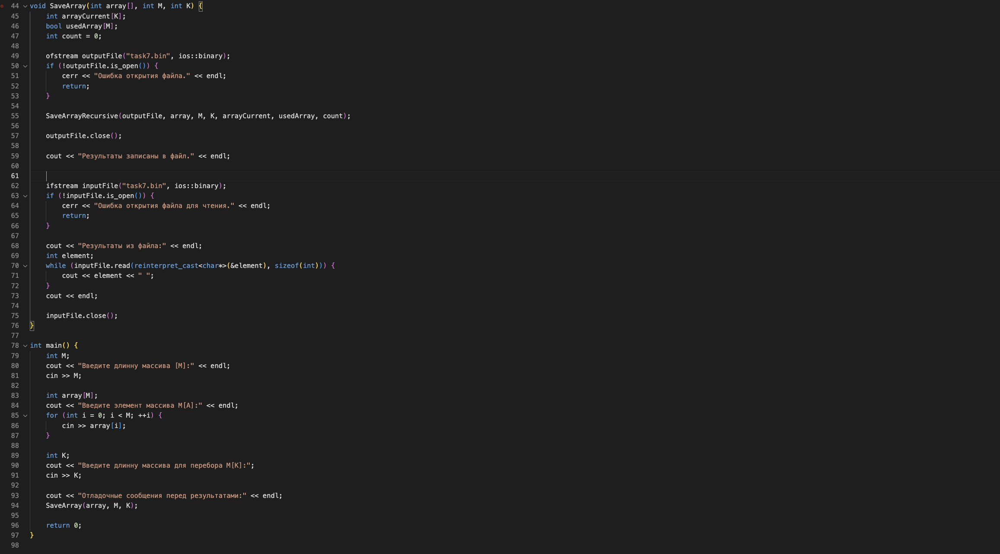 44 void SaveArray(int array[], int M, int K) {
45     int arrayCurrent[K];
46     bool usedArray[M];
47     int count = 0;
48
49     ofstream outputFile("task7.bin", ios::binary);
50     if (!outputFile.is_open()) {
51         cerr << "Ошибка открытия файла." << endl;
52         return;
53     }
54
55     SaveArrayRecursive(outputFile, array, M, K, arrayCurrent, usedArray, count);
56
57     outputFile.close();
58
59     cout << "Результаты записаны в файл." << endl;
60
61
62     ifstream inputFile("task7.bin", ios::binary);
63     if (!inputFile.is_open()) {
64         cerr << "Ошибка открытия файла для чтения." << endl;
65         return;
66     }
67
68     cout << "Результаты из файла:" << endl;
69     int element;
70     while (inputFile.read(reinterpret_cast<char*>(&element), sizeof(int))) {
71         cout << element << " ";
72     }
73     cout << endl;
74
75     inputFile.close();
76 }
77
78 int main() {
79     int M;
80     cout << "Введите длинну массива [M]:" << endl;
81     cin >> M;
82
83     int array[M];
84     cout << "Введите элемент массива M[A]:" << endl;
85     for (int i = 0; i < M; ++i) {
86         cin >> array[i];
87     }
88
89     int K;
90     cout << "Введите длинну массива для перебора M[K]:";
91     cin >> K;
92
93     cout << "Отладочные сообщения перед результатами:" << endl;
94     SaveArray(array, M, K);
95
96     return 0;
97 }
98